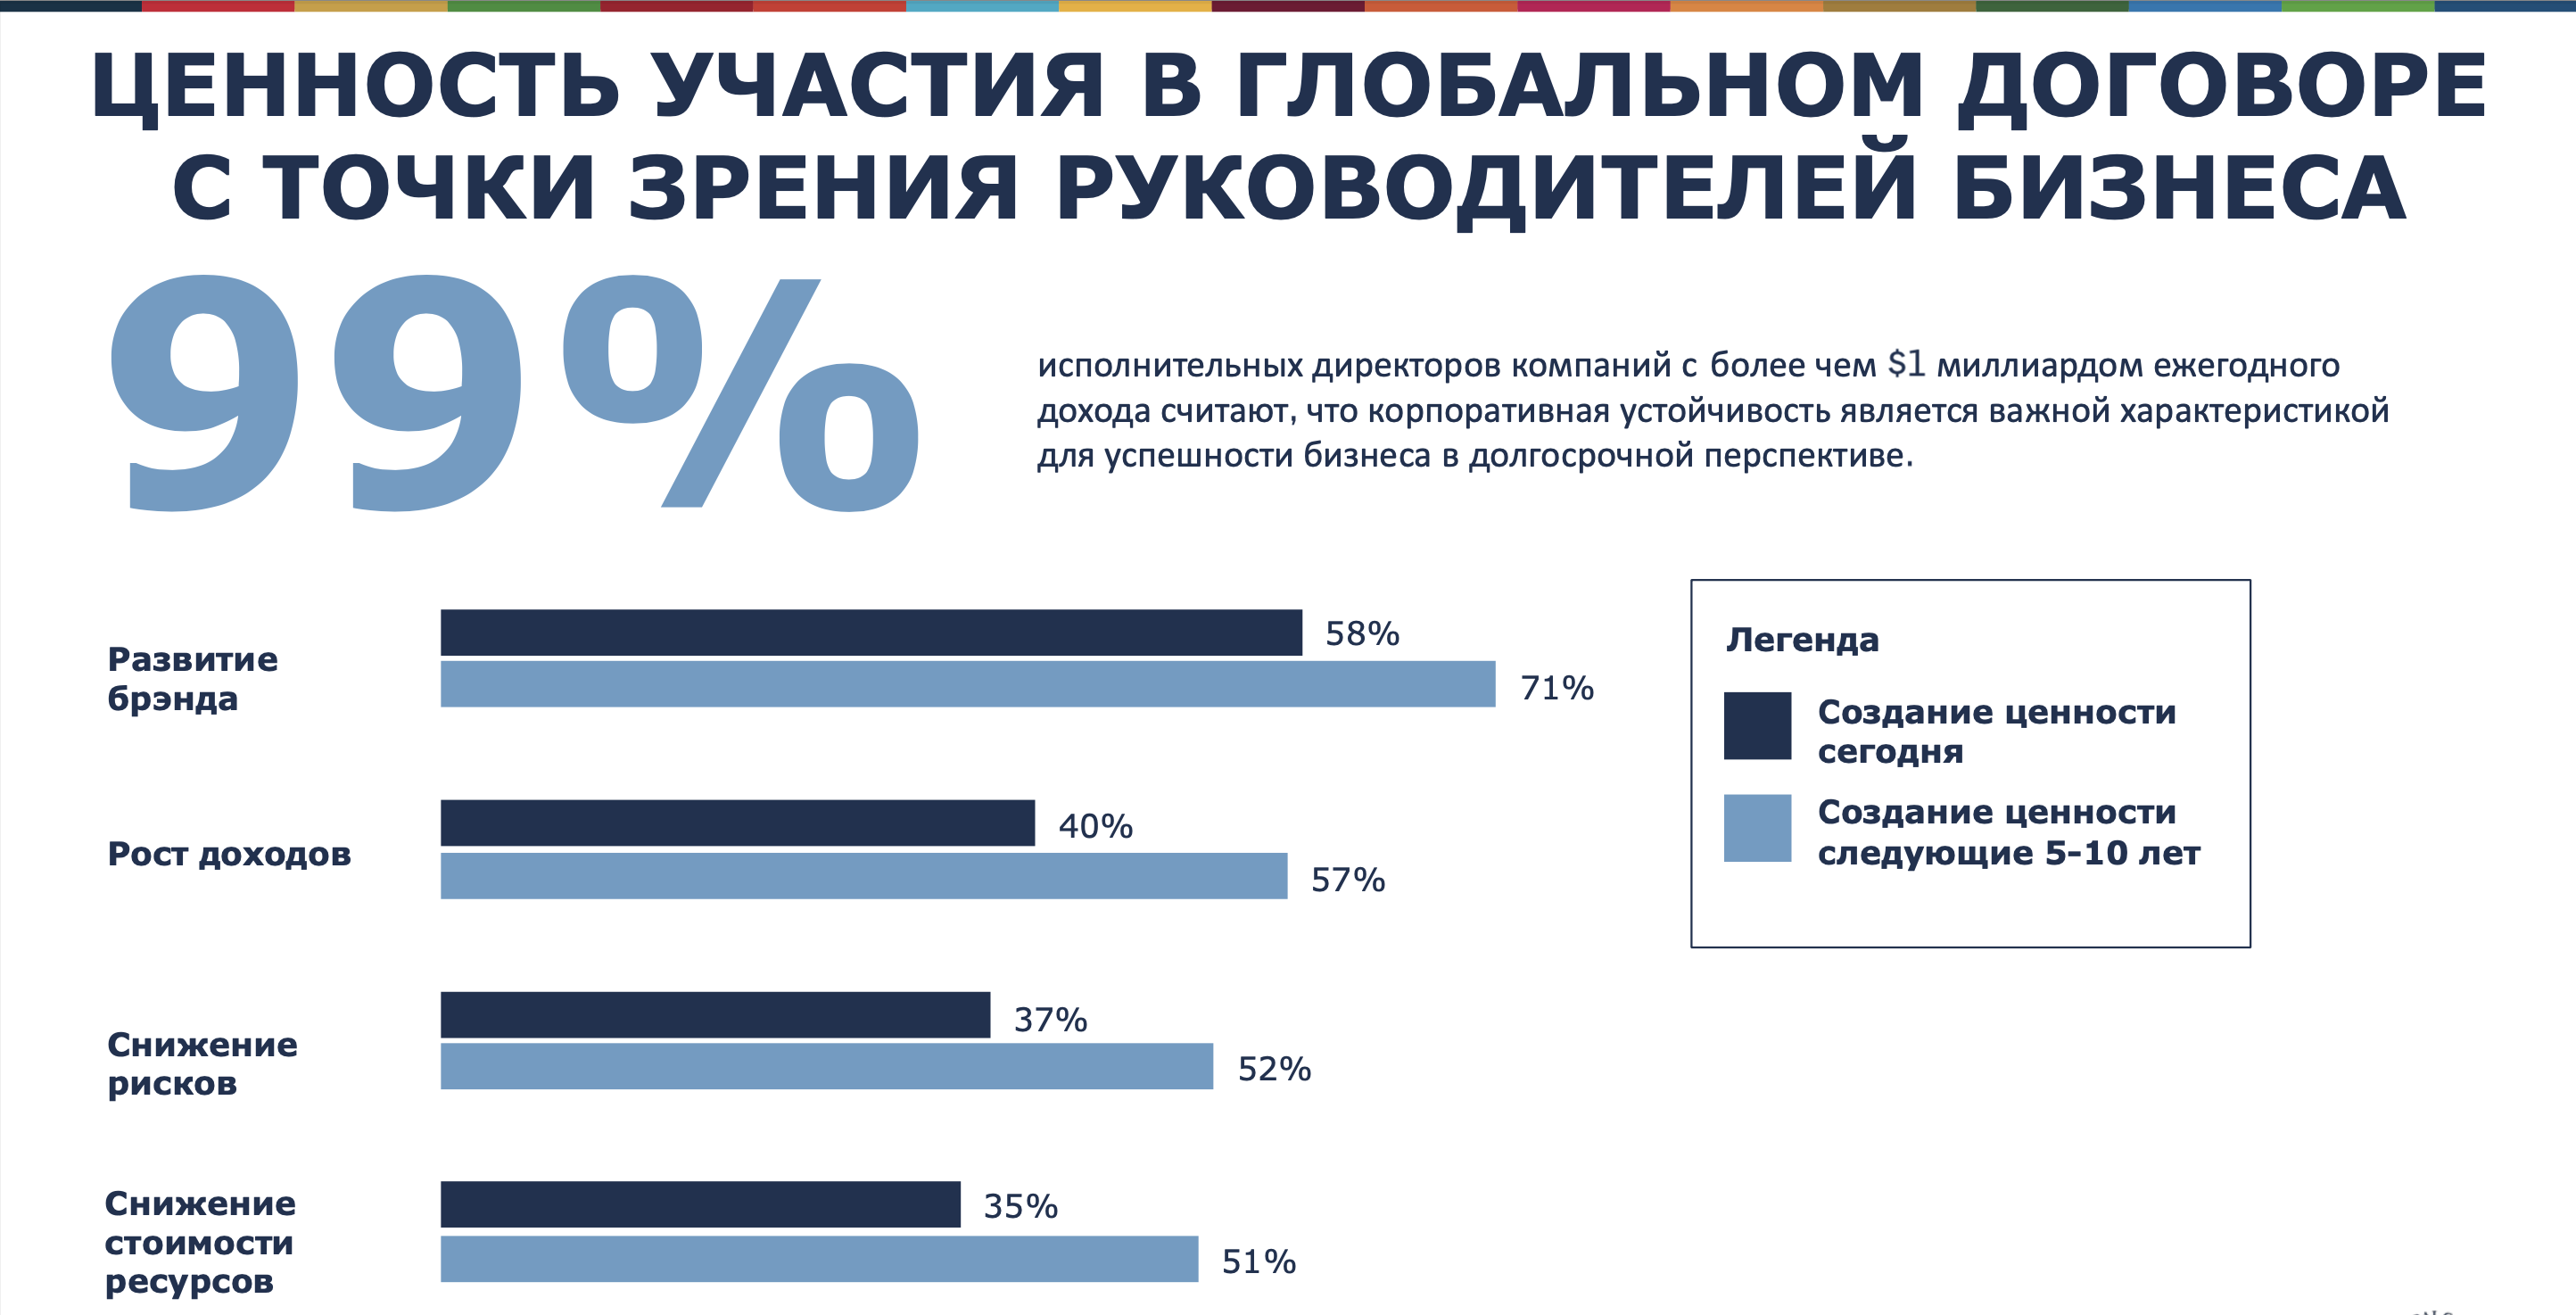 ЦЕННОСТЬ УЧАСТИЯ В ГЛОБАЛЬНОМ ДОГОВОРЕ
С ТОЧКИ ЗРЕНИЯ РУКОВОДИТЕЛЕЙ БИЗНЕСА
99%
исполнительных директоров компаний с более чем $1 миллиардом ежегодного
дохода считают, что корпоративная устойчивость является важной характеристикой
для успешности бизнеса в долгосрочной перспективе.
Развитие
брэнда
58%
71%
Рост доходов
40%
57%
Снижение
рисков
37%
52%
Снижение
стоимости
ресурсов
35%
51%
Легенда
Создание ценности
сегодня
Создание ценности
следующие 5-10 лет